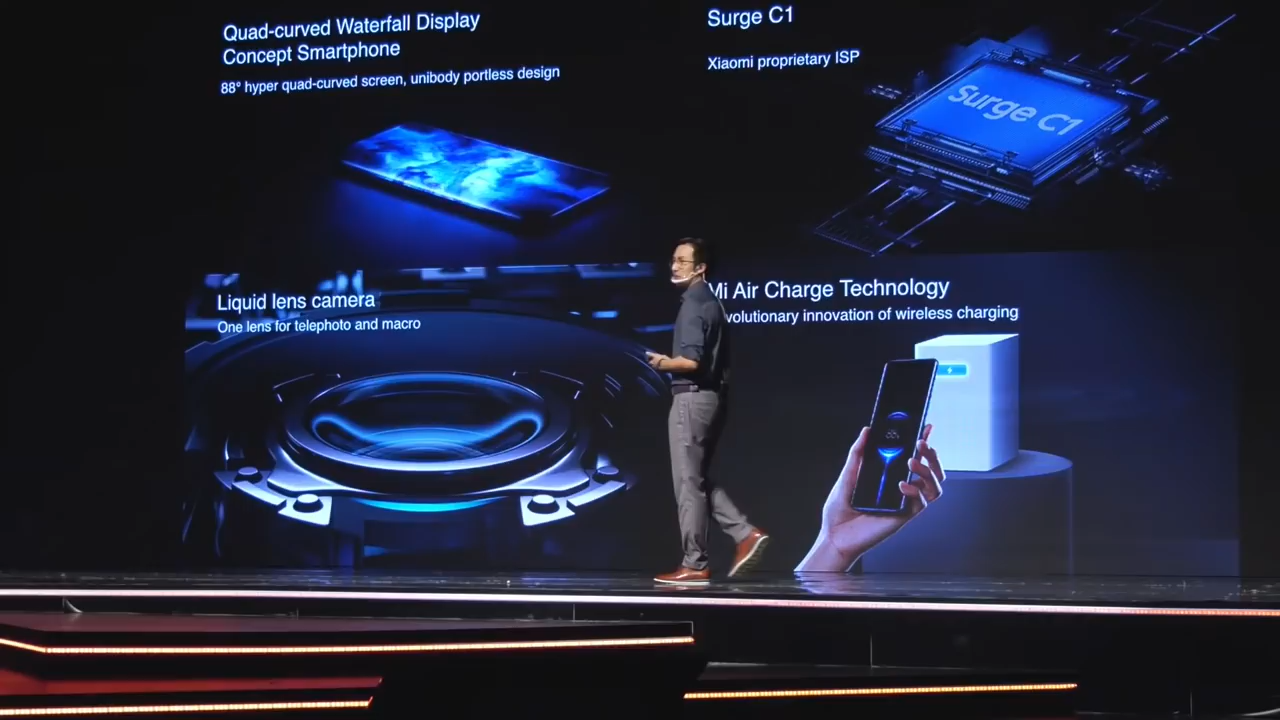 Quad-curved Waterfall Display
Concept Smartphone
88° hyper quad-curved screen, unibody portless design
Surge C1
Xiaomi proprietary ISP
Surge C1
Liquid lens camera
One lens for telephoto and macro
Mi Air Charge Technology
volutionary innovation of wireless charging